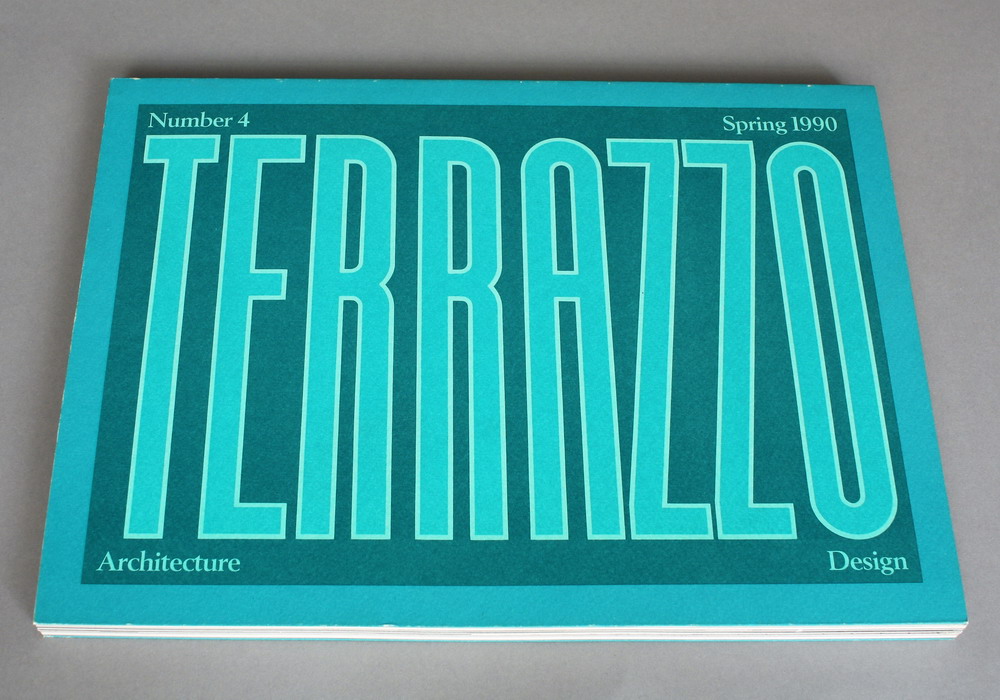 Number 4 Spring 1990
TERRAZZO
Architecture Design